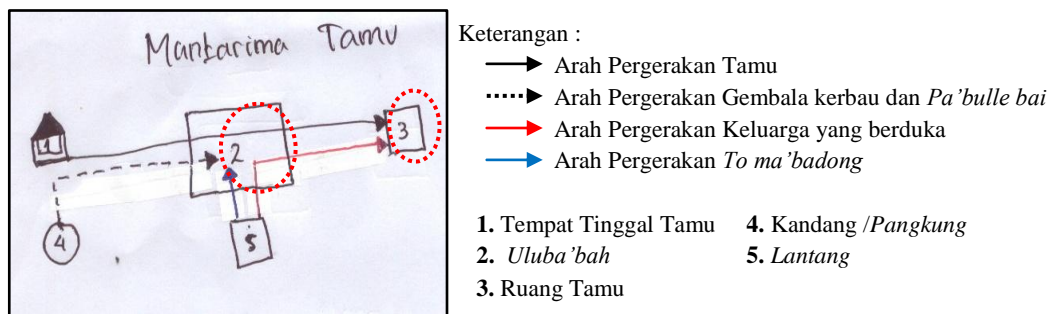 Mantarima Tamu
1
2
3
4
5
Keterangan :
Arah Pergerakan Tamu
Arah Pergerakan Gembala kerbau dan Pa’bulle bai
Arah Pergerakan Keluarga yang berduka
Arah Pergerakan To ma’badong
1. Tempat Tinggal Tamu 4. Kandang /Pangkung
2. Uluba’bah 5. Lantang
3. Ruang Tamu